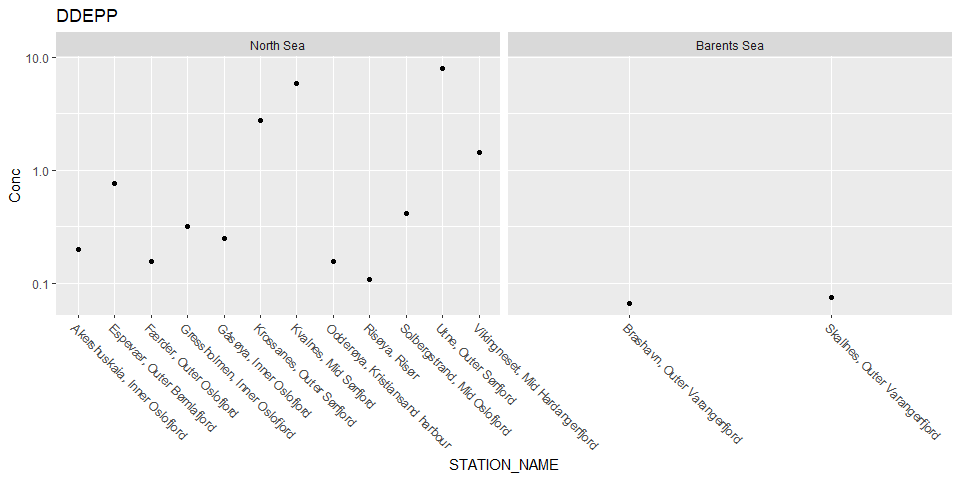 DDEPP
North Sea
Barents Sea
Conc
10.0
1.0
0.1
Akershuskaia, Inner Oslofjord
Espevær, Outer Bømlafjord
Færder, Outer Oslofjord
Gressholmen, Inner Oslofjord
Gåsøya, Inner Oslofjord
Krossanes, Outer Sørfjord
Kvalnes, Mid Sørfjord
Odderøya, Kristiansand harbour
Risøya, Risør
Solbergstrand, Mid Oslofjord
Utne, Outer Sørfjord
Vikingneset, Mid Hardangerfjord
Brashavn, Outer Varangerfjord
Skallnes, Outer Varangerfjord
STATION_NAME